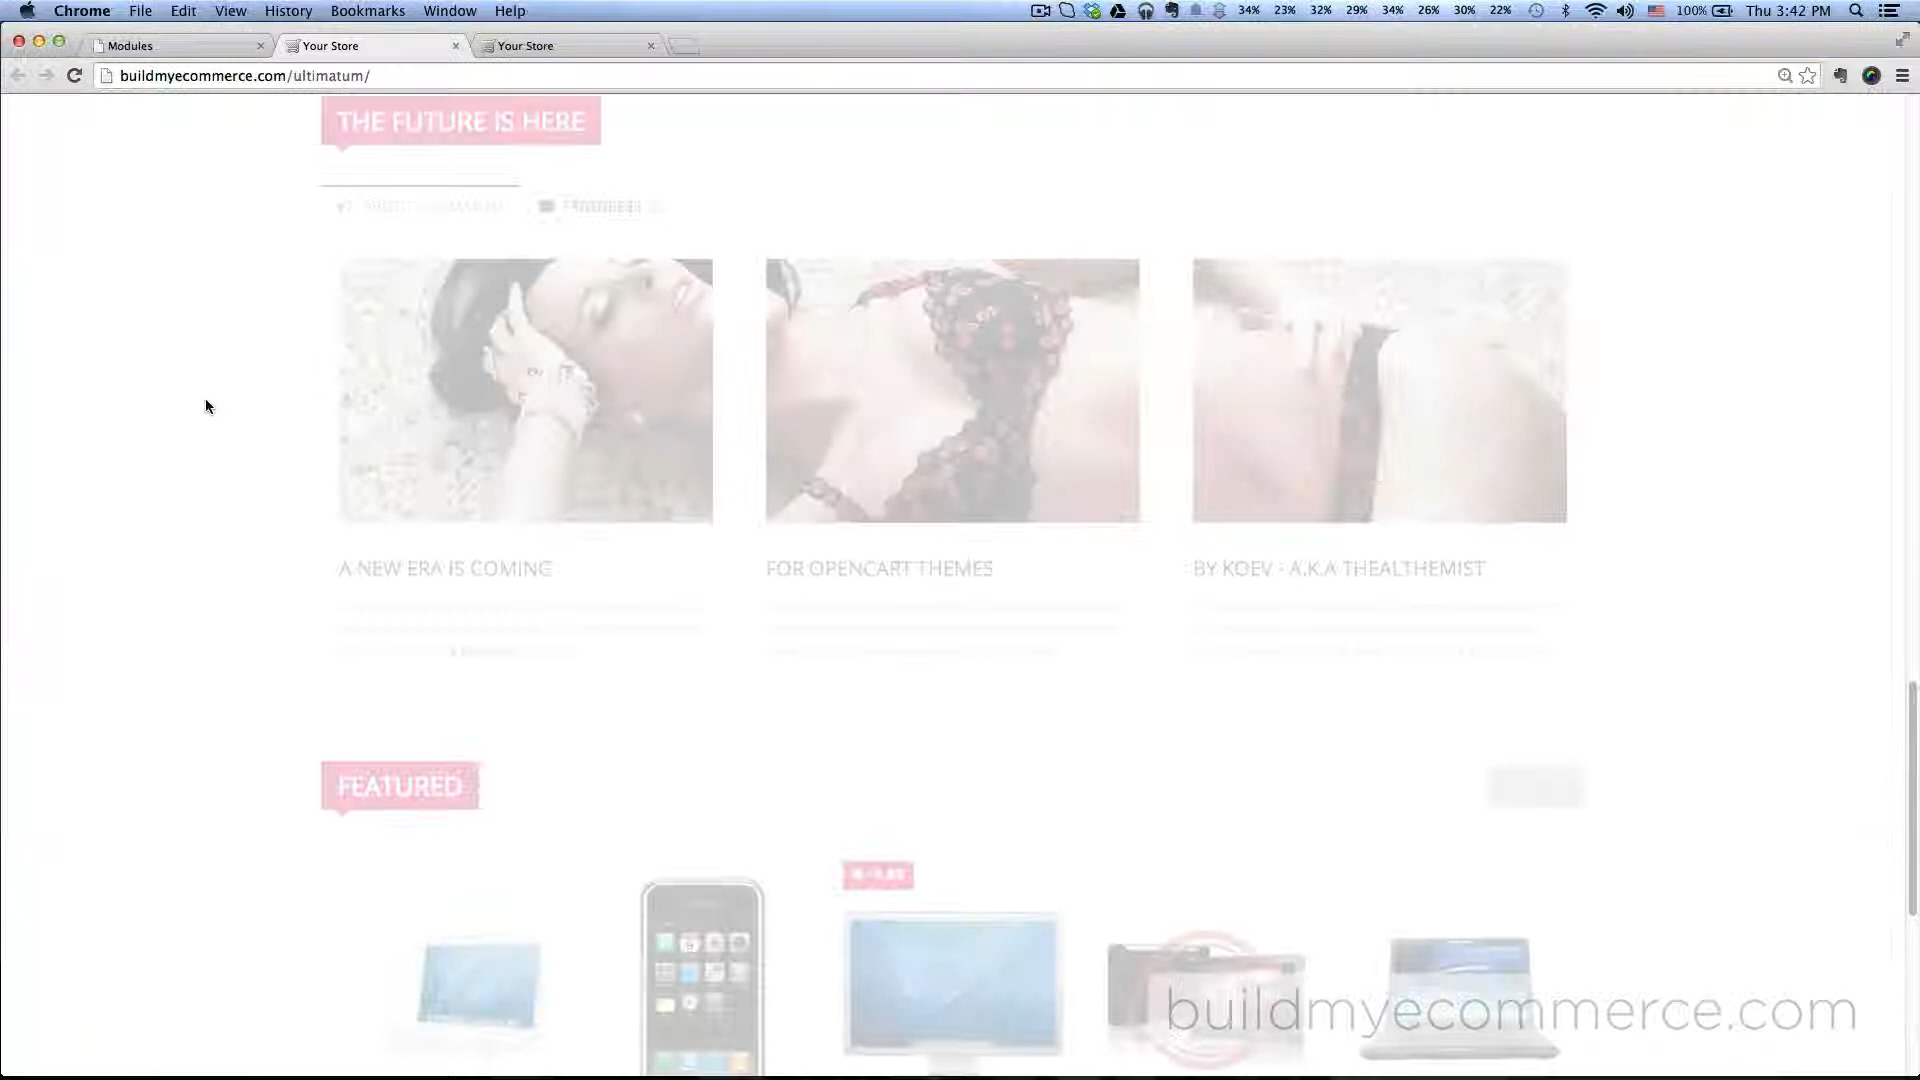 Chrome File Edit View History Bookmarks Window Help 34% 23% 32% 29% 34% 26% 30% 22% 100% Thu 3:42 PM
Modules Your Store Your Store
buildmyecommerce.com/ultimatum/
THE FUTURE IS HERE
A NEW ERA IS COMING FOR OPENCART THEMES BY KOEV - A.K.A THEALTHEMIST
FEATURED
buildmyecommerce.com